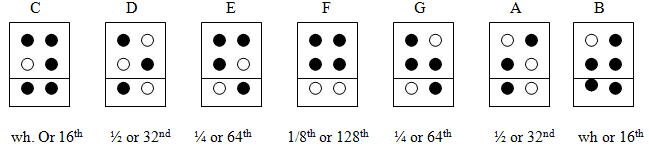 C D E F G A B
wh. Or 16th ½ or 32nd ¼ or 64th 1/8th or 128th ¼ or 64th ½ or 32nd wh or 16th